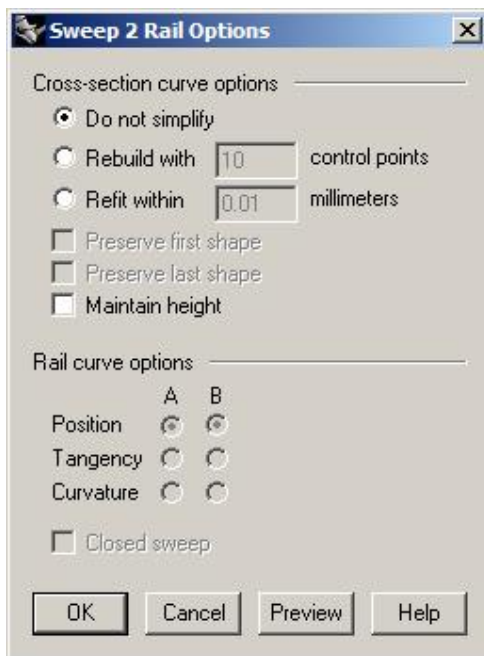 Sweep 2 Rail Options
Cross-section curve options
Do not simplify
Rebuild with 10 control points
Refit within 0.01 millimeters
Preserve first shape
Preserve last shape
Maintain height
Rail curve options
A B
Position
Tangency
Curvature
Closed sweep
OK Cancel Preview Help